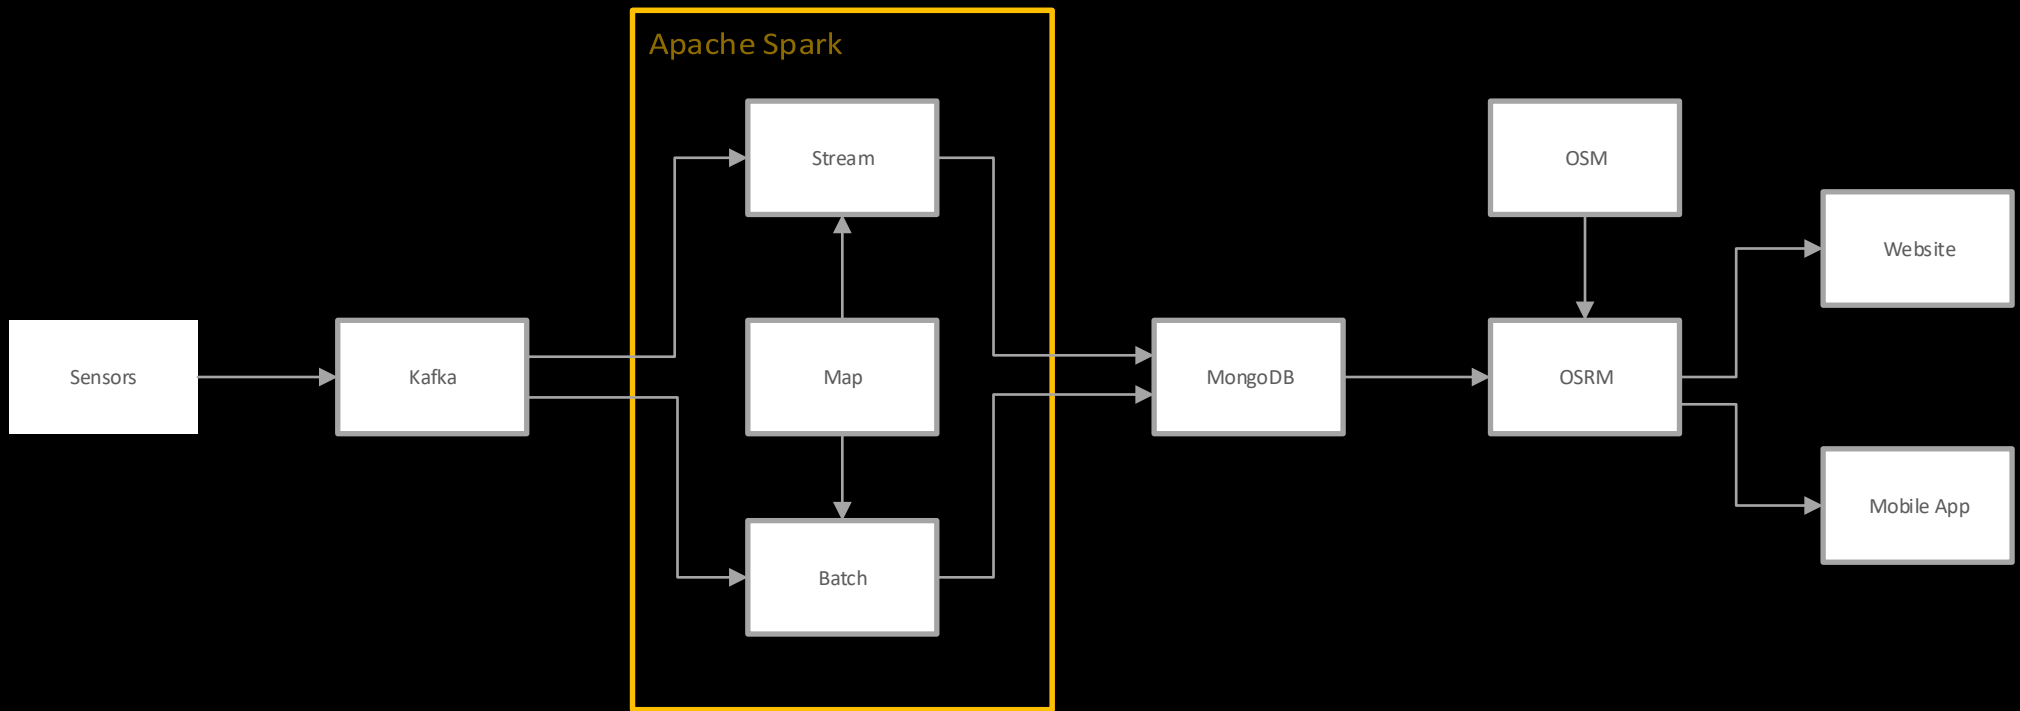 Apache Spark
Stream
OSM
Website
Sensors
Kafka
Map
MongoDB
OSRM
Mobile App
Batch